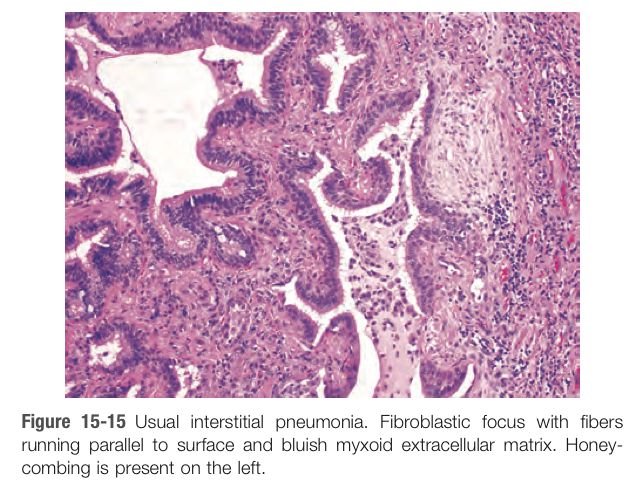 Figure 15-15 Usual interstitial pneumonia. Fibroblastic focus with fibers
running parallel to surface and bluish myxoid extracellular matrix. Honey-
combing is present on the left.